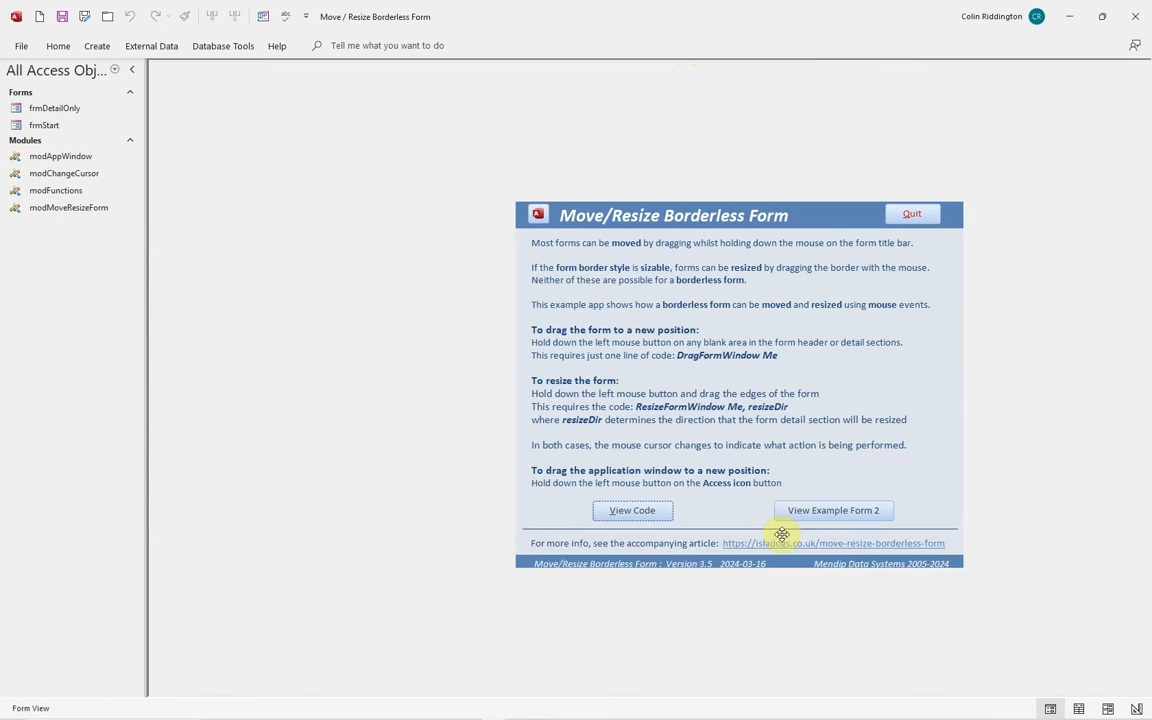 Move / Resize Borderless Form
Colin Riddington
CR
File Home Create External Data Database Tools Help Tell me what you want to do
All Access Obj...
Forms
frmDetailOnly
frmStart
Modules
modAppWindow
modChangeCursor
modFunctions
modMoveResizeForm
Move/Resize Borderless Form
Quit
Most forms can be moved by dragging whilst holding down the mouse on the form title bar.
If the form border style is sizable, forms can be resized by dragging the border with the mouse.
Neither of these are possible for a borderless form.
This example app shows how a borderless form can be moved and resized using mouse events.
To drag the form to a new position:
Hold down the left mouse button on any blank area in the form header or detail sections.
This requires just one line of code: DragFormWindow Me
To resize the form:
Hold down the left mouse button and drag the edges of the form
This requires the code: ResizeFormWindow Me, resizeDir
where resizeDir determines the direction that the form detail section will be resized
In both cases, the mouse cursor changes to indicate what action is being performed.
To drag the application window to a new position:
Hold down the left mouse button on the Access icon button
View Code
View Example Form 2
For more info, see the accompanying article: https://isladogs.co.uk/move-resize-borderless-form
Move/Resize Borderless Form : Version 3.5 2024-03-16 Mendip Data Systems 2005-2024
Form View